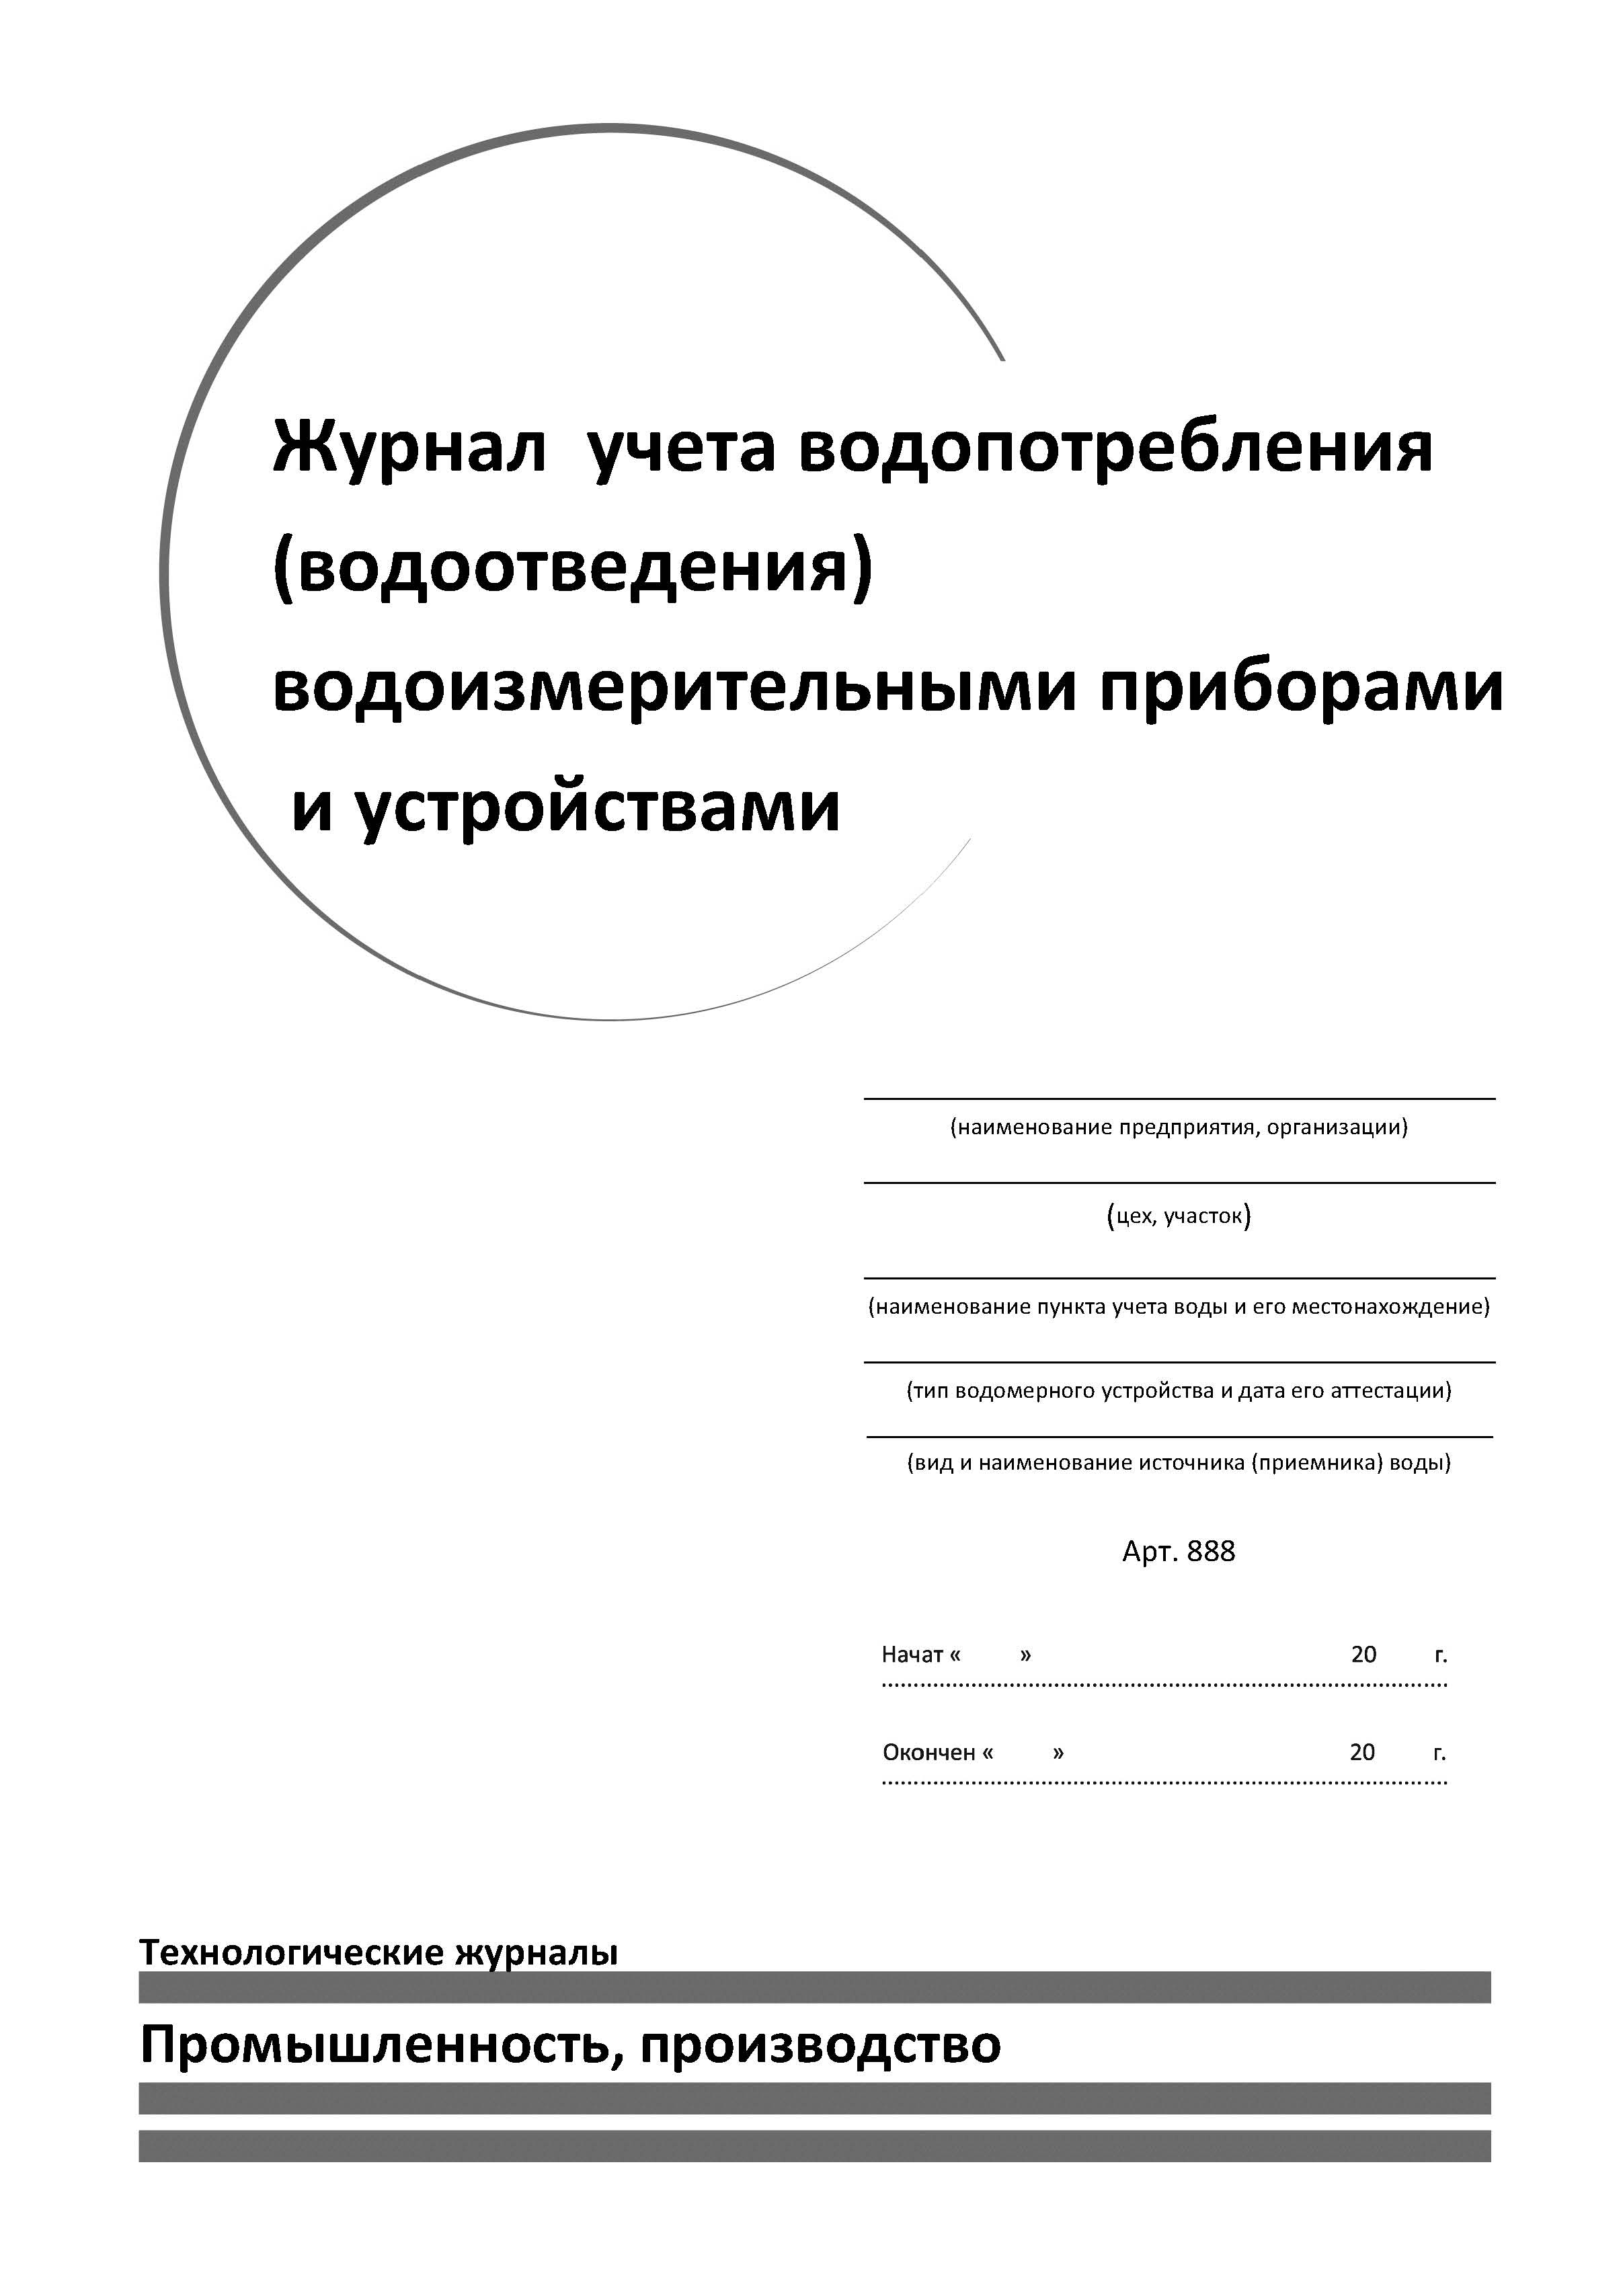 Журнал учета водопотребления
(водоотведения)
водоизмерительными приборами
и устройствами
(наименование предприятия, организации)
(цех, участок)
(наименование пункта учета воды и его местонахождение)
(тип водомерного устройства и дата его аттестации)
(вид и наименование источника (приемника) воды)
Арт. 888
Начат « » 20 г.
Окончен « » 20 г.
Технологические журналы
Промышленность, производство